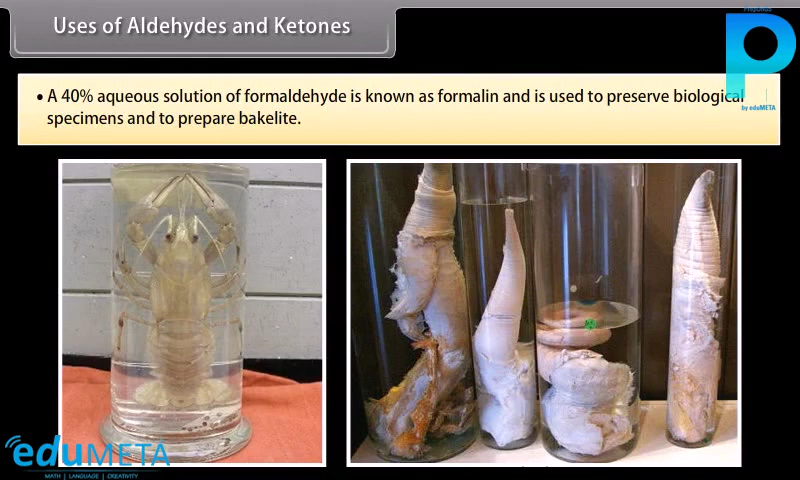 Uses of Aldehydes and Ketones
P
by eduMETA
• A 40% aqueous solution of formaldehyde is known as formalin and is used to preserve biological
specimens and to prepare bakelite.
eduMETA
MATH | LANGUAGE | CREATIVITY